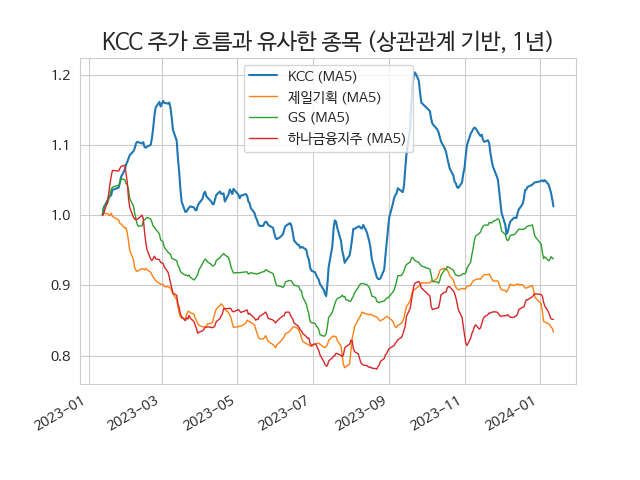 KCC 주가 흐름과 유사한 종목 (상관관계 기반, 1년)
KCC (MA5)
제일기획 (MA5)
GS (MA5)
하나금융지주 (MA5)
1.2
1.1
1.0
0.9
0.8
2023-01
2023-03
2023-05
2023-07
2023-09
2023-11
2024-01